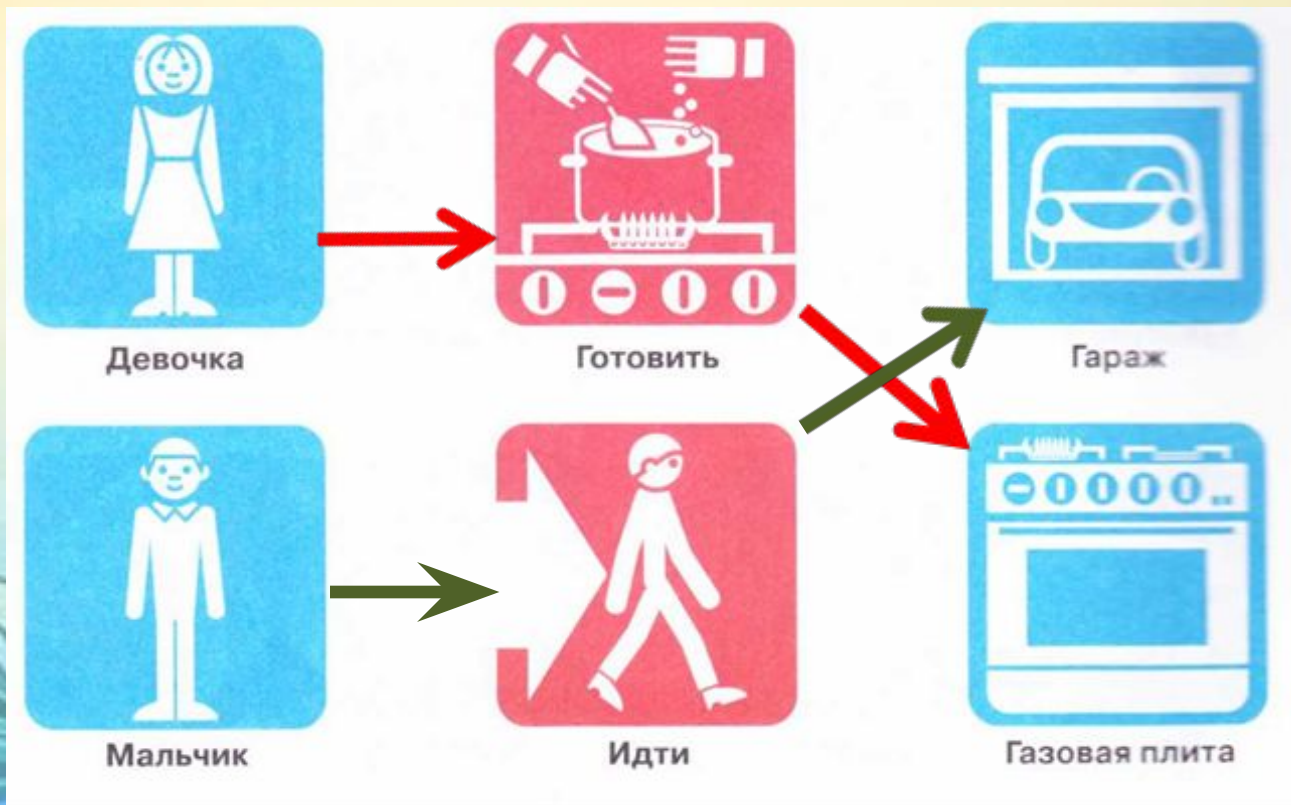 Девочка
Готовить
Гараж
Мальчик
Идти
Газовая плита